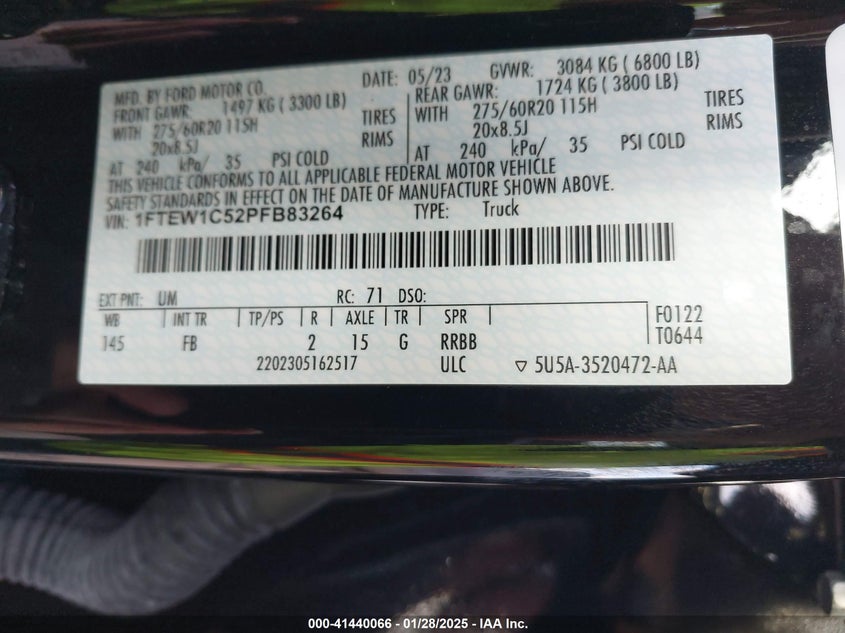 MFD. BY FORD MOTOR CO.
DATE: 05/23 GVWR: 3084 KG ( 6800 LB)
FRONT GAWR: 1497 KG ( 3300 LB)
WITH 275/60R20 115H TIRES
20x8.5J RIMS
AT 240 kPa/ 35 PSI COLD
REAR GAWR: 1724 KG ( 3800 LB)
WITH 275/60R20 115H TIRES
20x8.5J RIMS
AT 240 kPa/ 35 PSI COLD
THIS VEHICLE CONFORMS TO ALL APPLICABLE FEDERAL MOTOR VEHICLE
SAFETY STANDARDS IN EFFECT ON THE DATE OF MANUFACTURE SHOWN ABOVE.
VIN: 1FTEW1C52PFB83264 TYPE: Truck
EXT PNT: UM RC: 71 DSO:
WB INT TR TP/PS R AXLE TR SPR F0122
145 FB 2 15 G RRBB T0644
2202305162517 ULC ▽ 5U5A-3520472-AA
000-41440066 - 01/28/2025 - IAA Inc.